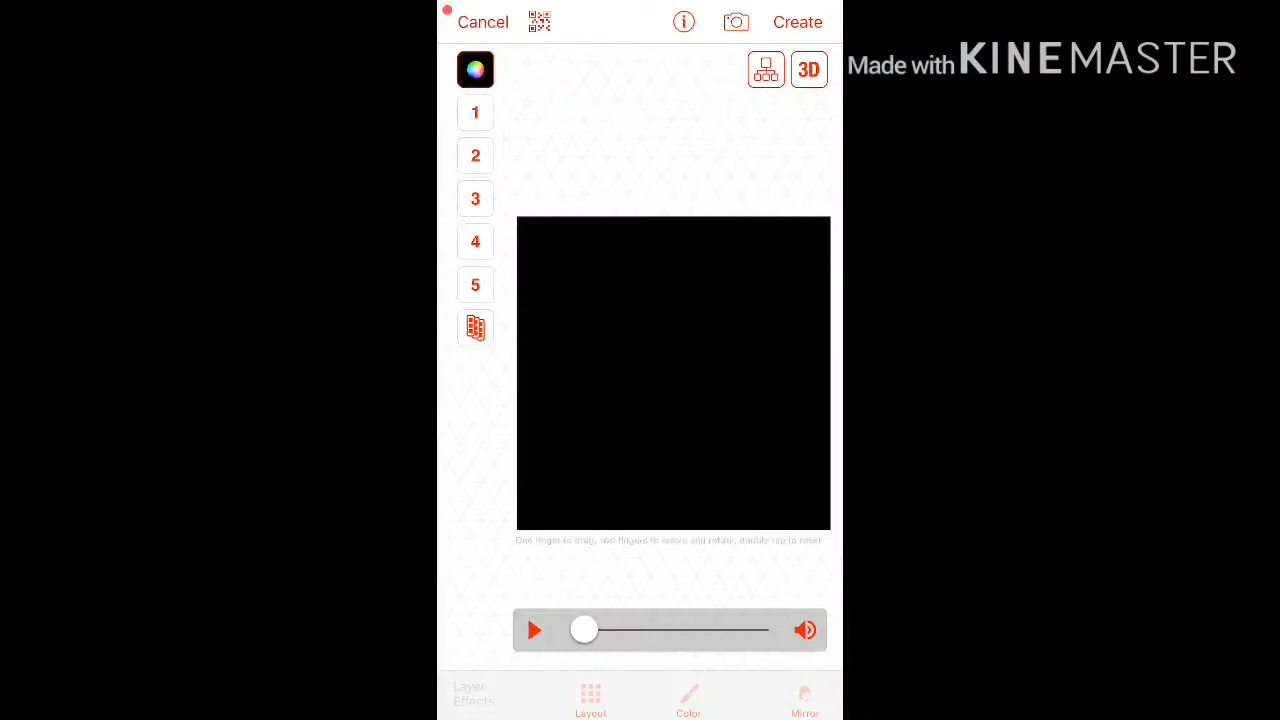 Cancel
Create
Made with KINEMASTER
3D
1
2
3
4
5
One finger to drag, two fingers to resize and rotate, double tap to reset.
Layer
Effects
Layout
Color
Mirror